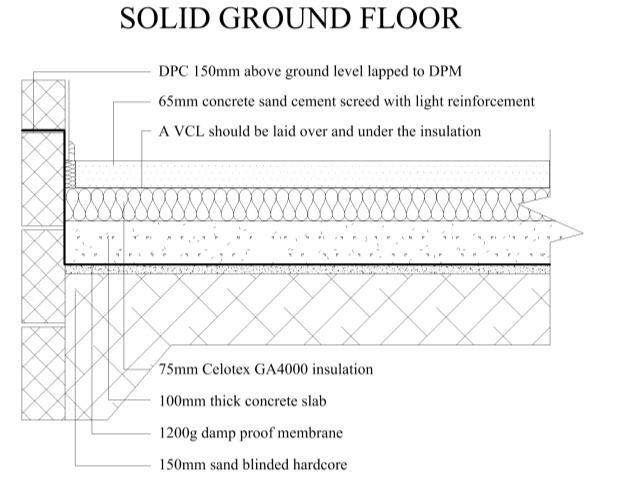 SOLID GROUND FLOOR
DPC 150mm above ground level lapped to DPM
65mm concrete sand cement screed with light reinforcement
A VCL should be laid over and under the insulation
75mm Celotex GA4000 insulation
100mm thick concrete slab
1200g damp proof membrane
150mm sand blinded hardcore